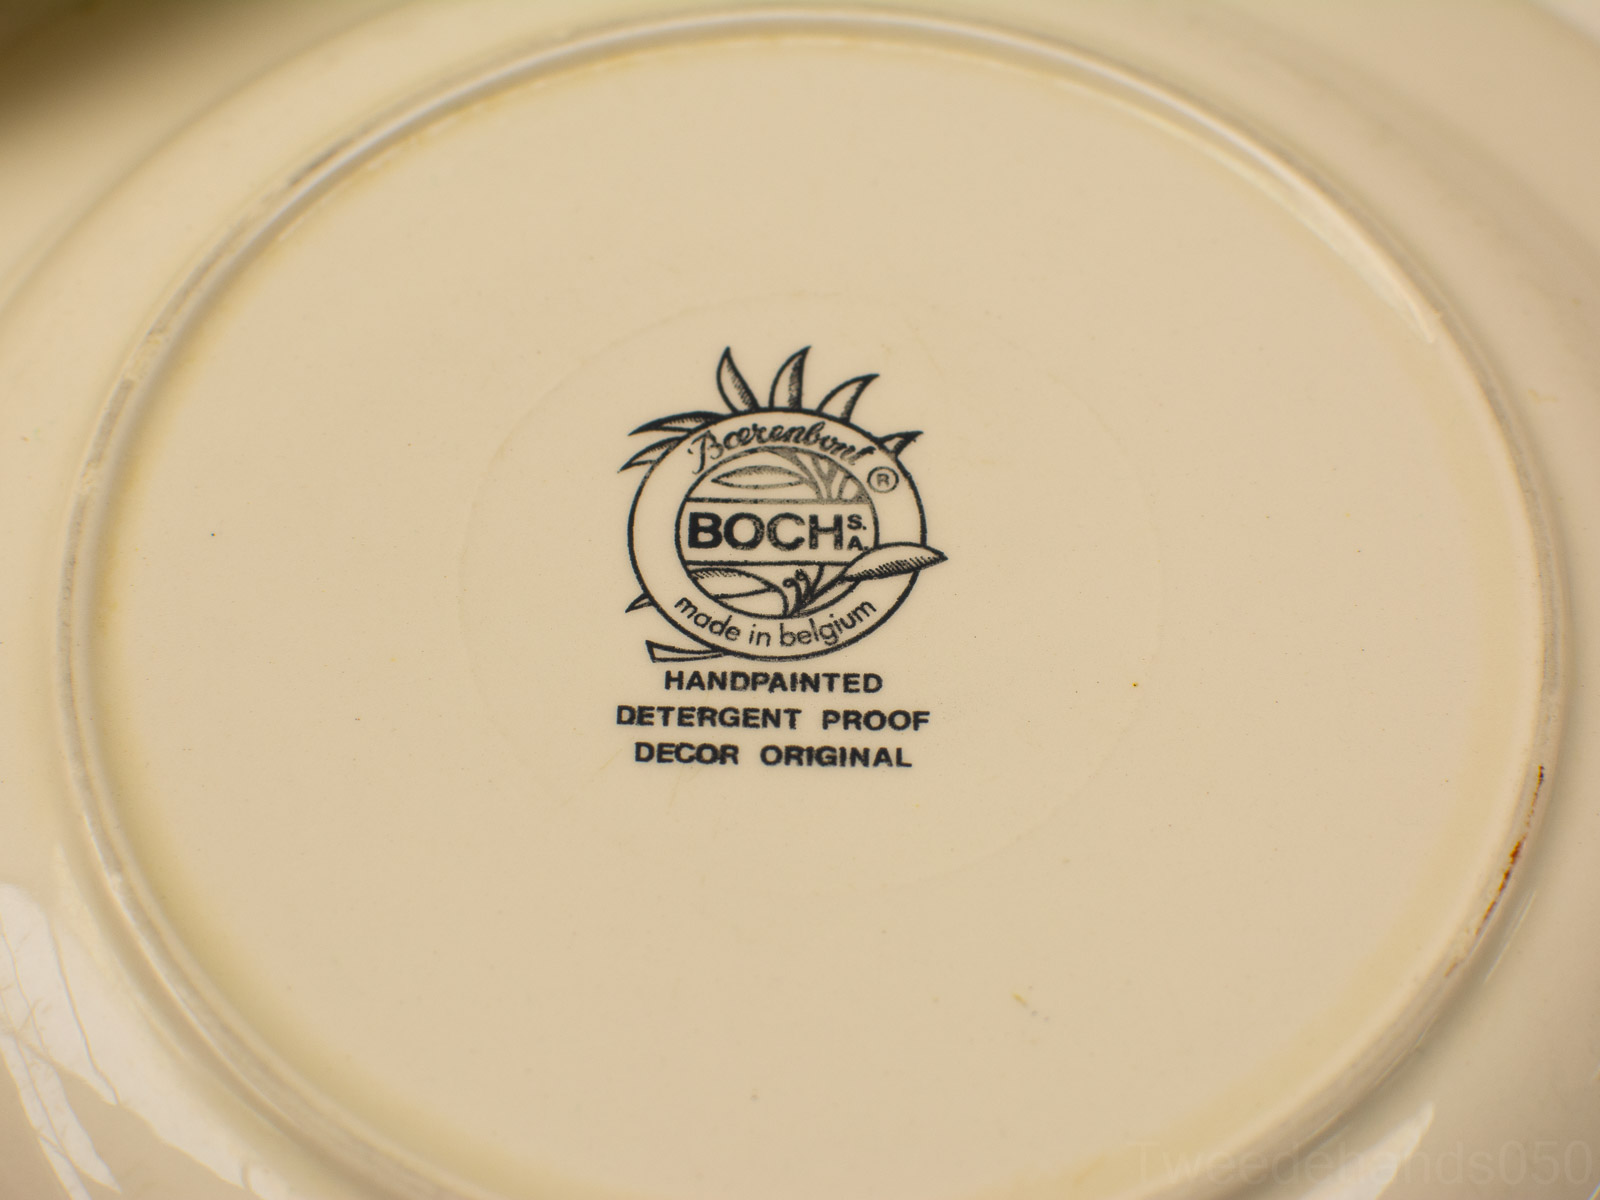 Boerenbont
®
BOCH S.A.
made in belgium
HANDPAINTED
DETERGENT PROOF
DECOR ORIGINAL
Tweedehands050